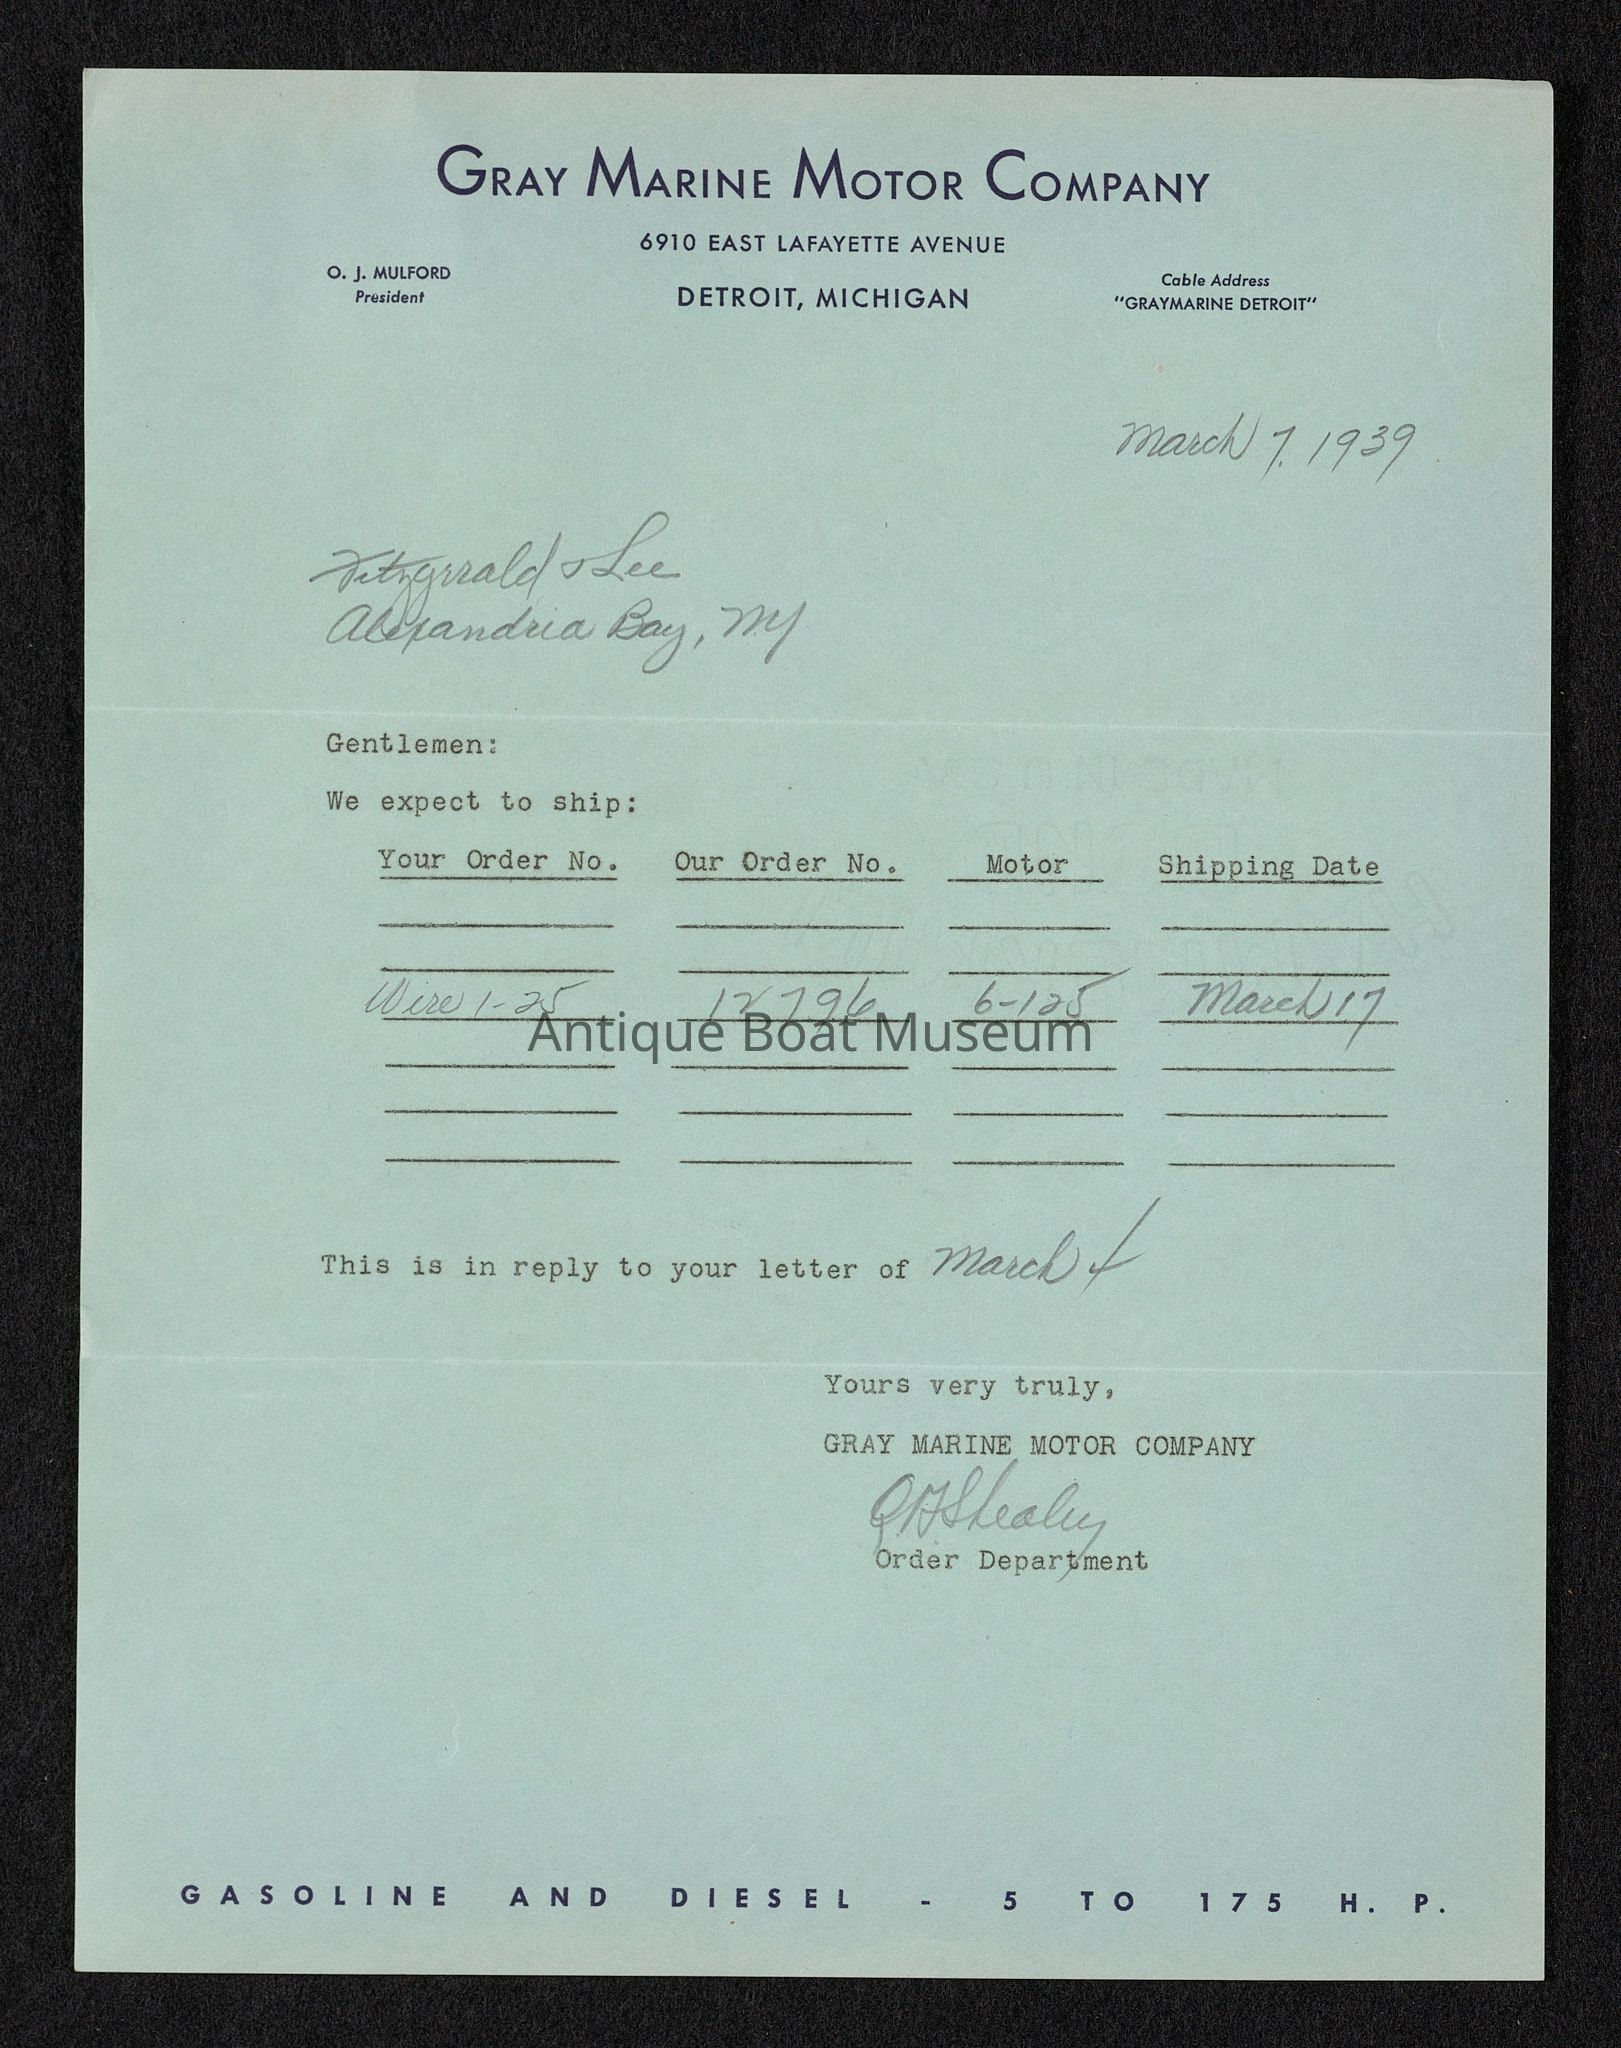 GRAY MARINE MOTOR COMPANY
6910 EAST LAFAYETTE AVENUE
O. J. MULFORD
President
DETROIT, MICHIGAN
Cable Address
"GRAYMARINE DETROIT"
March 7, 1939
Fitzgerald & Lee
Alexandria Bay, NY
Gentlemen:
We expect to ship:
Your Order No. Our Order No. Motor Shipping Date
Wire 1-25 12796 6-125 March 17
Antique Boat Museum
This is in reply to your letter of March 4
Yours very truly,
GRAY MARINE MOTOR COMPANY
Shealey
Order Department
GASOLINE AND DIESEL - 5 TO 175 H. P.